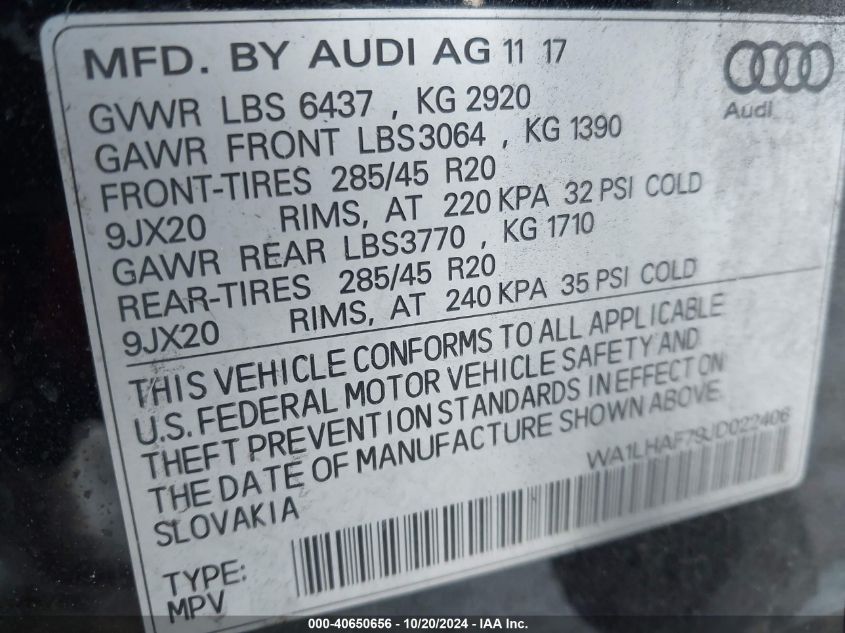 MFD. BY AUDI AG 11 17
Audi
GVWR LBS 6437 , KG 2920
GAWR FRONT LBS3064 , KG 1390
FRONT-TIRES 285/45 R20
9JX20 RIMS, AT 220 KPA 32 PSI COLD
GAWR REAR LBS3770 , KG 1710
REAR-TIRES 285/45 R20
9JX20 RIMS, AT 240 KPA 35 PSI COLD
THIS VEHICLE CONFORMS TO ALL APPLICABLE
U.S. FEDERAL MOTOR VEHICLE SAFETY AND
THEFT PREVENTION STANDARDS IN EFFECT ON
THE DATE OF MANUFACTURE SHOWN ABOVE.
SLOVAKIA
WA1LHAF79JD022406
TYPE:
MPV
000-40650656 - 10/20/2024 - IAA Inc.